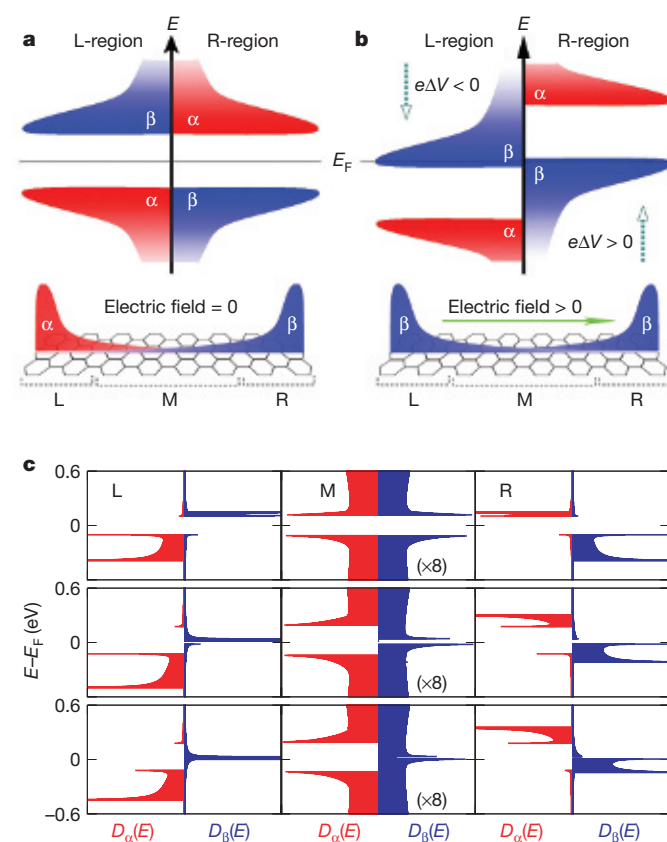 a
L-region
E
R-region
β
α
α
β
E_F
Electric field = 0
α
β
L
M
R
b
L-region
E
R-region
eΔV < 0
α
β
β
α
eΔV > 0
Electric field > 0
β
β
L
M
R
c
0.6
L
M
R
0
(×8)
0.6
0
(×8)
0.6
0
(×8)
–0.6
E–E_F (eV)
D_α(E) D_β(E) D_α(E) D_β(E) D_α(E) D_β(E)